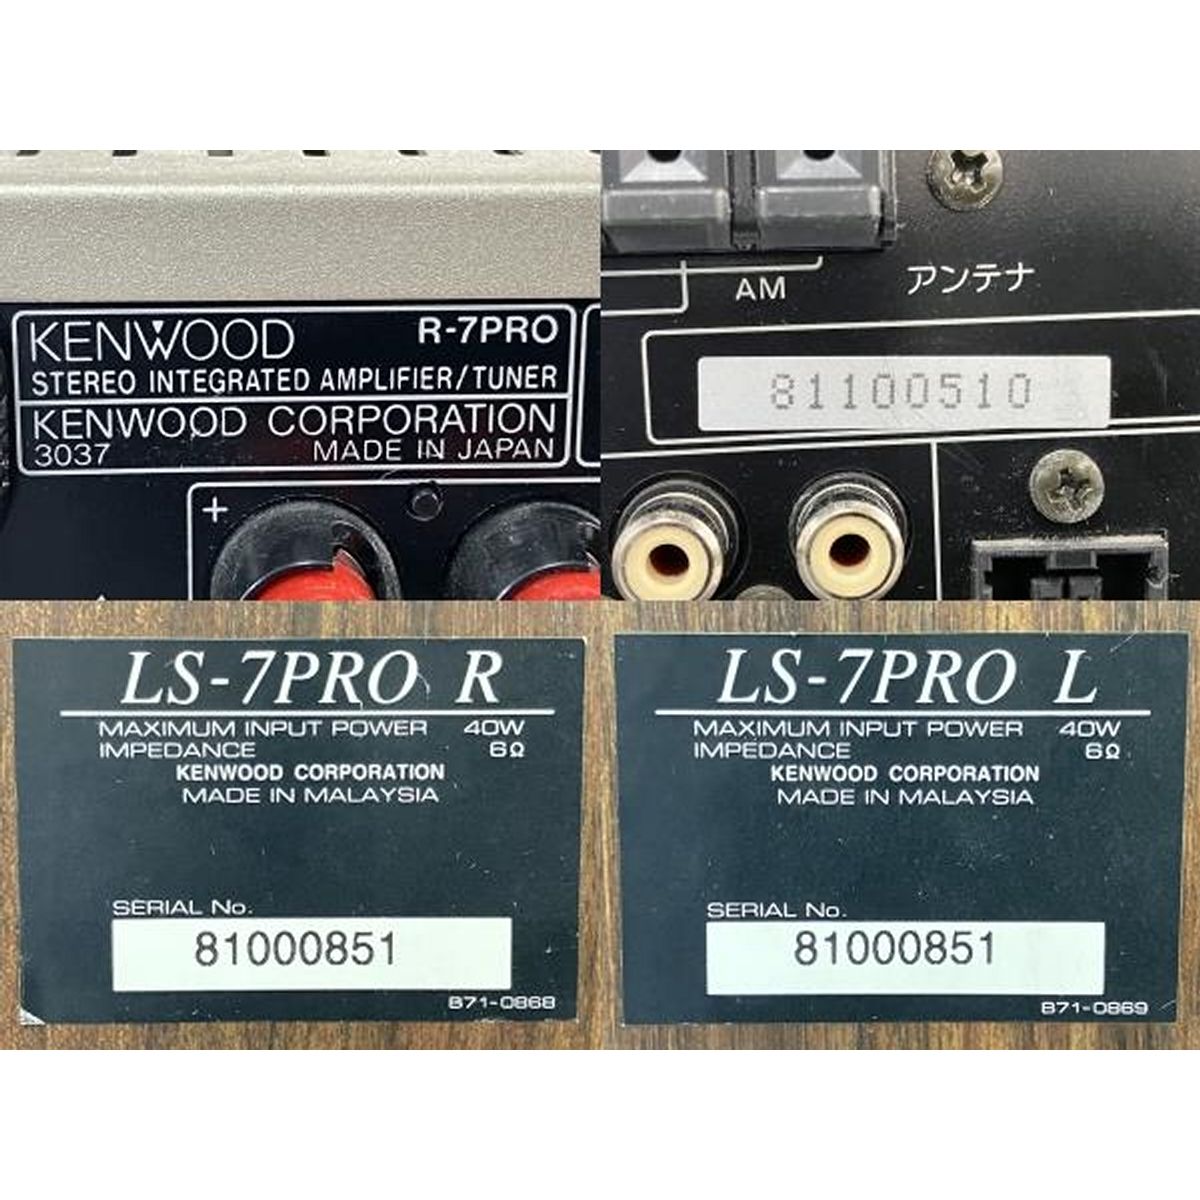 KENWOOD R-7PRO
STEREO INTEGRATED AMPLIFIER/TUNER
KENWOOD CORPORATION
3037 MADE IN JAPAN
+
AM
アンテナ
81100510
LS-7PRO R
MAXIMUM INPUT POWER 40W
IMPEDANCE 6Ω
KENWOOD CORPORATION
MADE IN MALAYSIA
SERIAL No.
81000851
B71-0868
LS-7PRO L
MAXIMUM INPUT POWER 40W
IMPEDANCE 6Ω
KENWOOD CORPORATION
MADE IN MALAYSIA
SERIAL No.
81000851
B71-0869